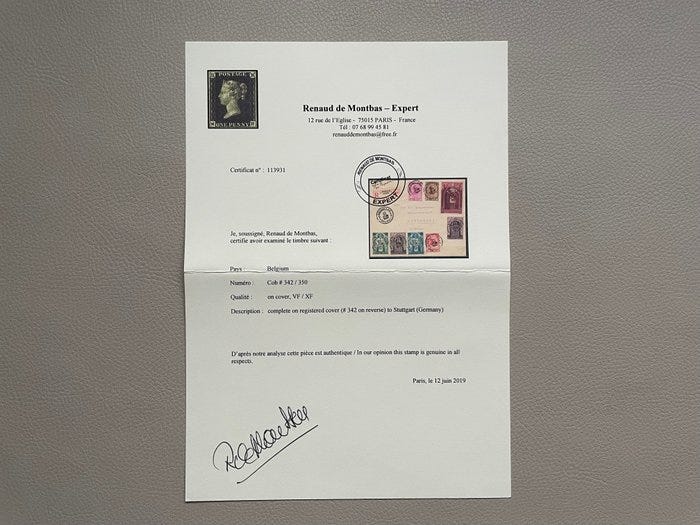 POSTAGE
ONE PENNY
Renaud de Montbas – Expert
12 rue de l'Eglise - 75015 PARIS - France
Tél : 07 68 99 45 81
renauddemontbas@free.fr
Certificat n° : 113931
RENAUD DE MONTBAS
EXPERT
Je, soussigné, Renaud de Montbas,
certifie avoir examiné le timbre suivant :
Pays : Belgium
Numéro : Cob # 342 / 350
Qualité : on cover, VF / XF
Description : complete on registered cover (# 342 on reverse) to Stuttgart (Germany)
D'après notre analyse cette pièce est authentique / In our opinion this stamp is genuine in all
respects.
Paris, le 12 juin 2019